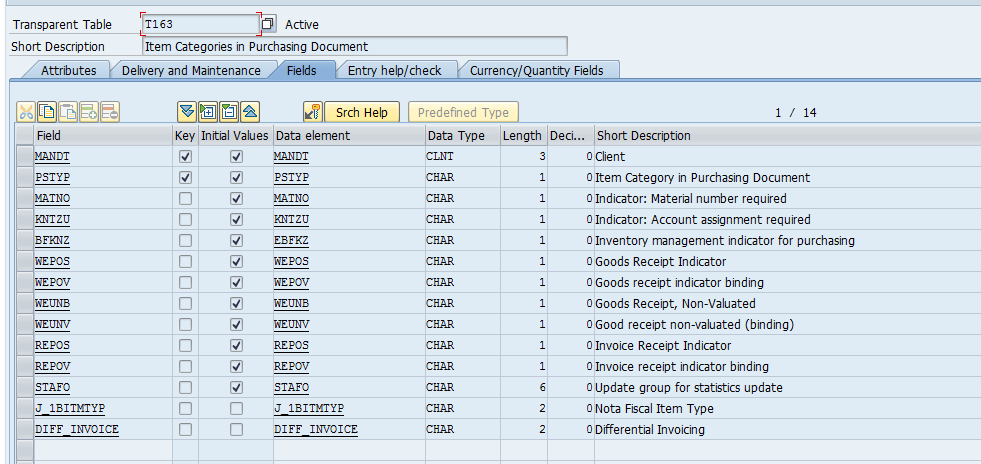 Transparent Table T163 Active
Short Description Item Categories in Purchasing Document
Attributes Delivery and Maintenance Fields Entry help/check Currency/Quantity Fields
Srch Help Predefined Type 1 / 14
Field Key Initial Values Data element Data Type Length Deci... Short Description
MANDT MANDT CLNT 3 0 Client
PSTYP PSTYP CHAR 1 0 Item Category in Purchasing Document
MATNO MATNO CHAR 1 0 Indicator: Material number required
KNTZU KNTZU CHAR 1 0 Indicator: Account assignment required
BFKNZ EBFKZ CHAR 1 0 Inventory management indicator for purchasing
WEPOS WEPOS CHAR 1 0 Goods Receipt Indicator
WEPOV WEPOV CHAR 1 0 Goods receipt indicator binding
WEUNB WEUNB CHAR 1 0 Goods Receipt, Non-Valuated
WEUNV WEUNV CHAR 1 0 Good receipt non-valuated (binding)
REPOS REPOS CHAR 1 0 Invoice Receipt Indicator
REPOV REPOV CHAR 1 0 Invoice receipt indicator binding
STAFO STAFO CHAR 6 0 Update group for statistics update
J_1BITMTYP J_1BITMTYP CHAR 2 0 Nota Fiscal Item Type
DIFF_INVOICE DIFF_INVOICE CHAR 2 0 Differential Invoicing